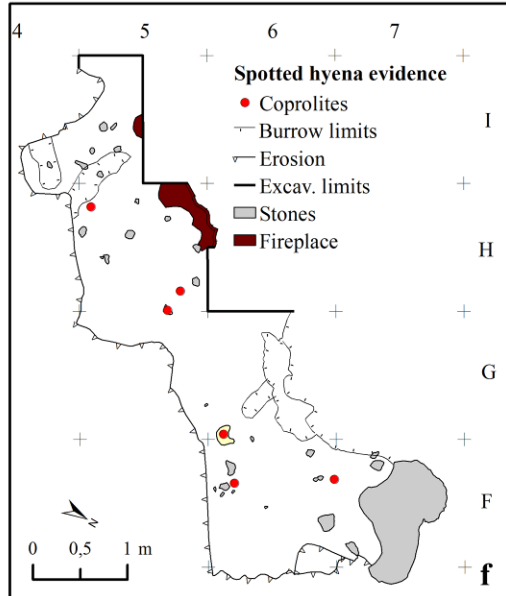 4 5 6 7
Spotted hyena evidence
Coprolites
Burrow limits
Erosion
Excav. limits
Stones
Fireplace
I
H
G
F
N
0 0,5 1 m
f